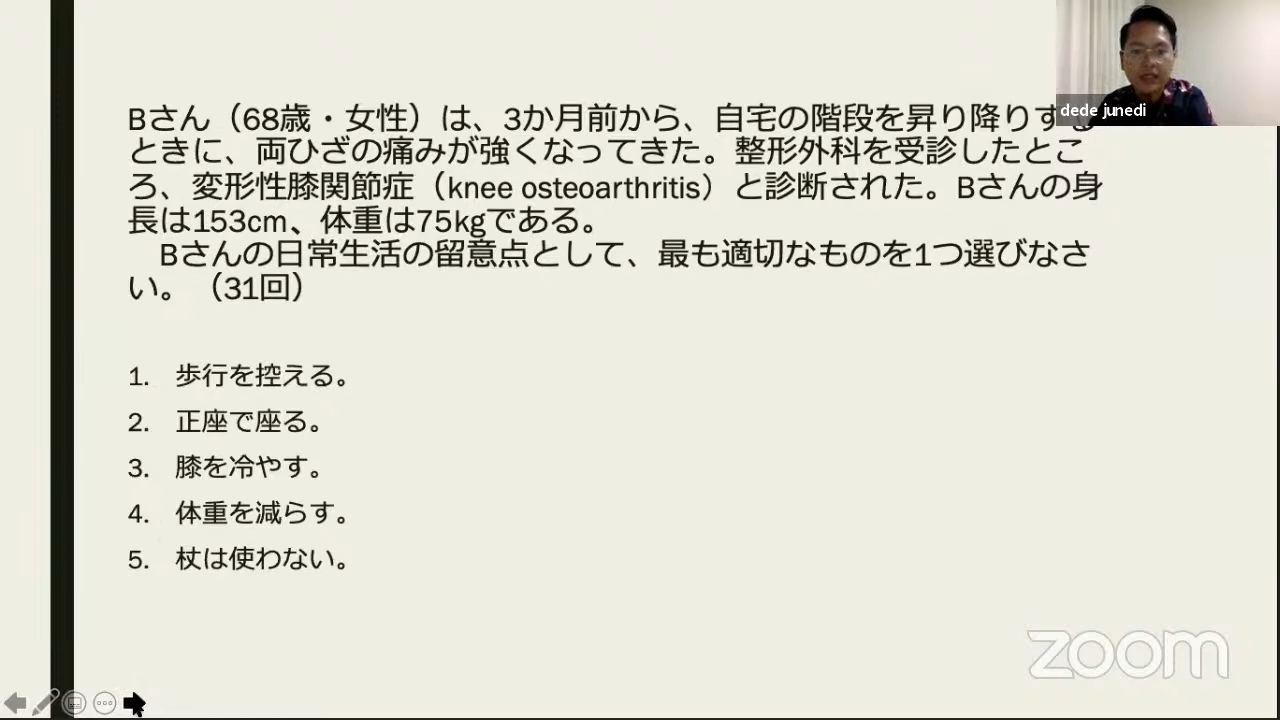 Bさん（68歳・女性）は、3か月前から、自宅の階段を昇り降りする
ときに、両ひざの痛みが強くなってきた。整形外科を受診したとこ
ろ、変形性膝関節症（knee osteoarthritis）と診断された。Bさんの身
長は153cm、体重は75kgである。
Bさんの日常生活の留意点として、最も適切なものを1つ選びなさ
い。（31回）
1. 歩行を控える。
2. 正座で座る。
3. 膝を冷やす。
4. 体重を減らす。
5. 杖は使わない。
dede junedi
zoom